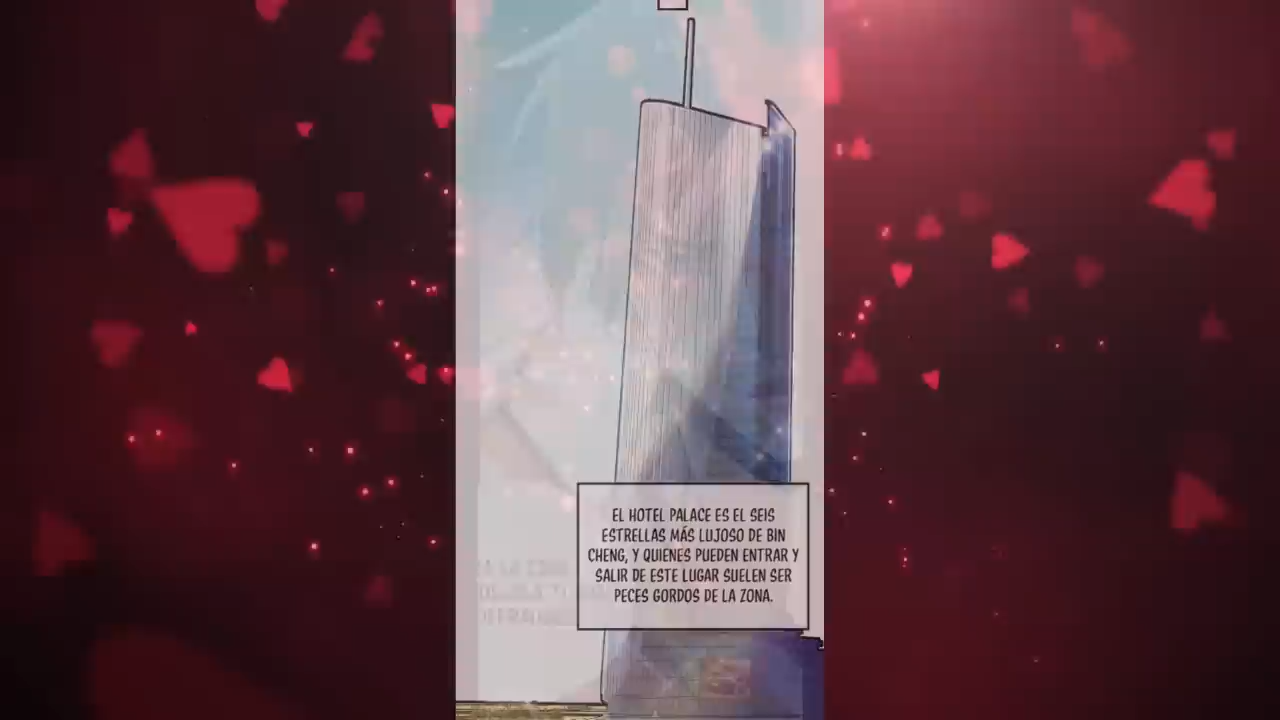 EL HOTEL PALACE ES EL SEIS
ESTRELLAS MÁS LUJOSO DE BIN
CHENG, Y QUIENES PUEDEN ENTRAR Y
SALIR DE ESTE LUGAR SUELEN SER
PECES GORDOS DE LA ZONA.